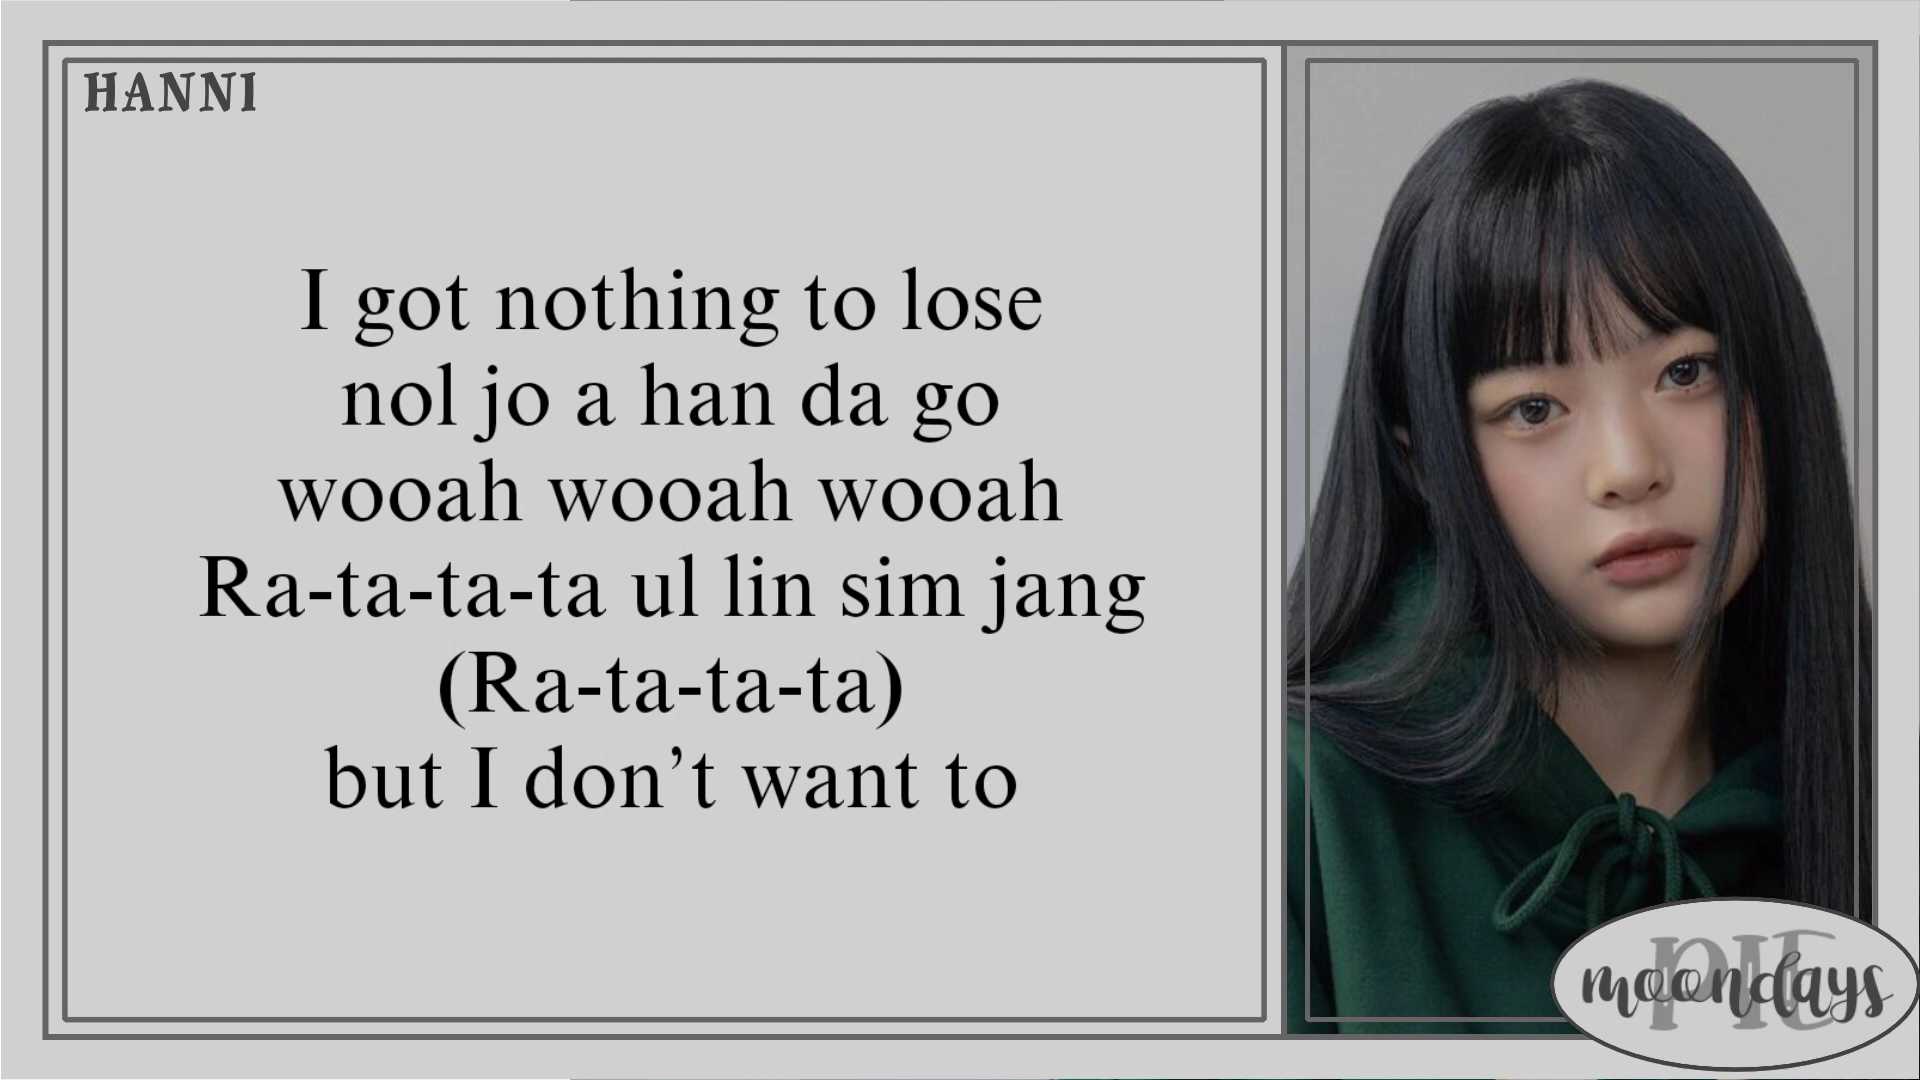 HANNI
I got nothing to lose
nol jo a han da go
wooah wooah wooah
Ra-ta-ta-ta ul lin sim jang
(Ra-ta-ta-ta)
but I don’t want to
PIE
moondays